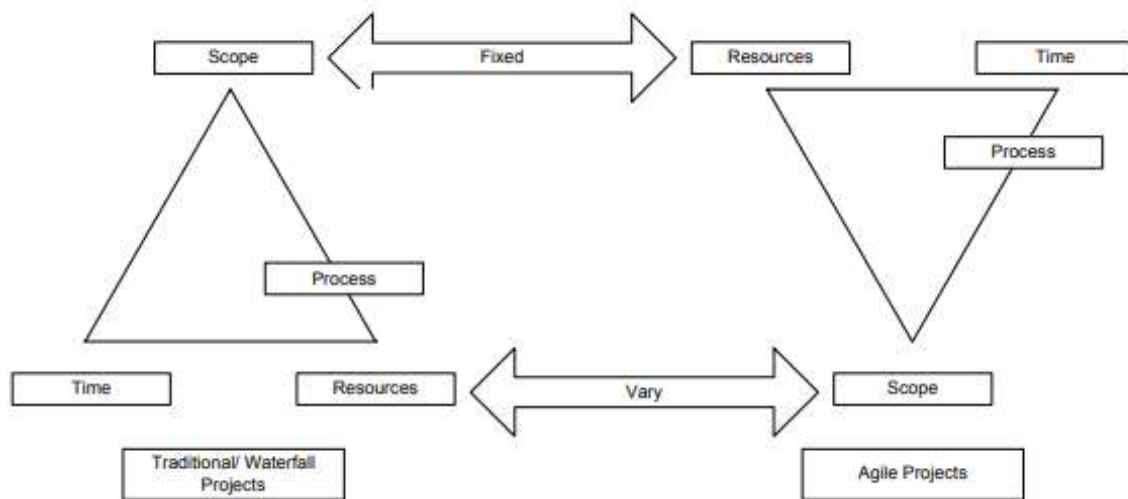 Scope
Fixed
Resources
Time
Process
Process
Time
Resources
Vary
Scope
Traditional/ Waterfall
Projects
Agile Projects